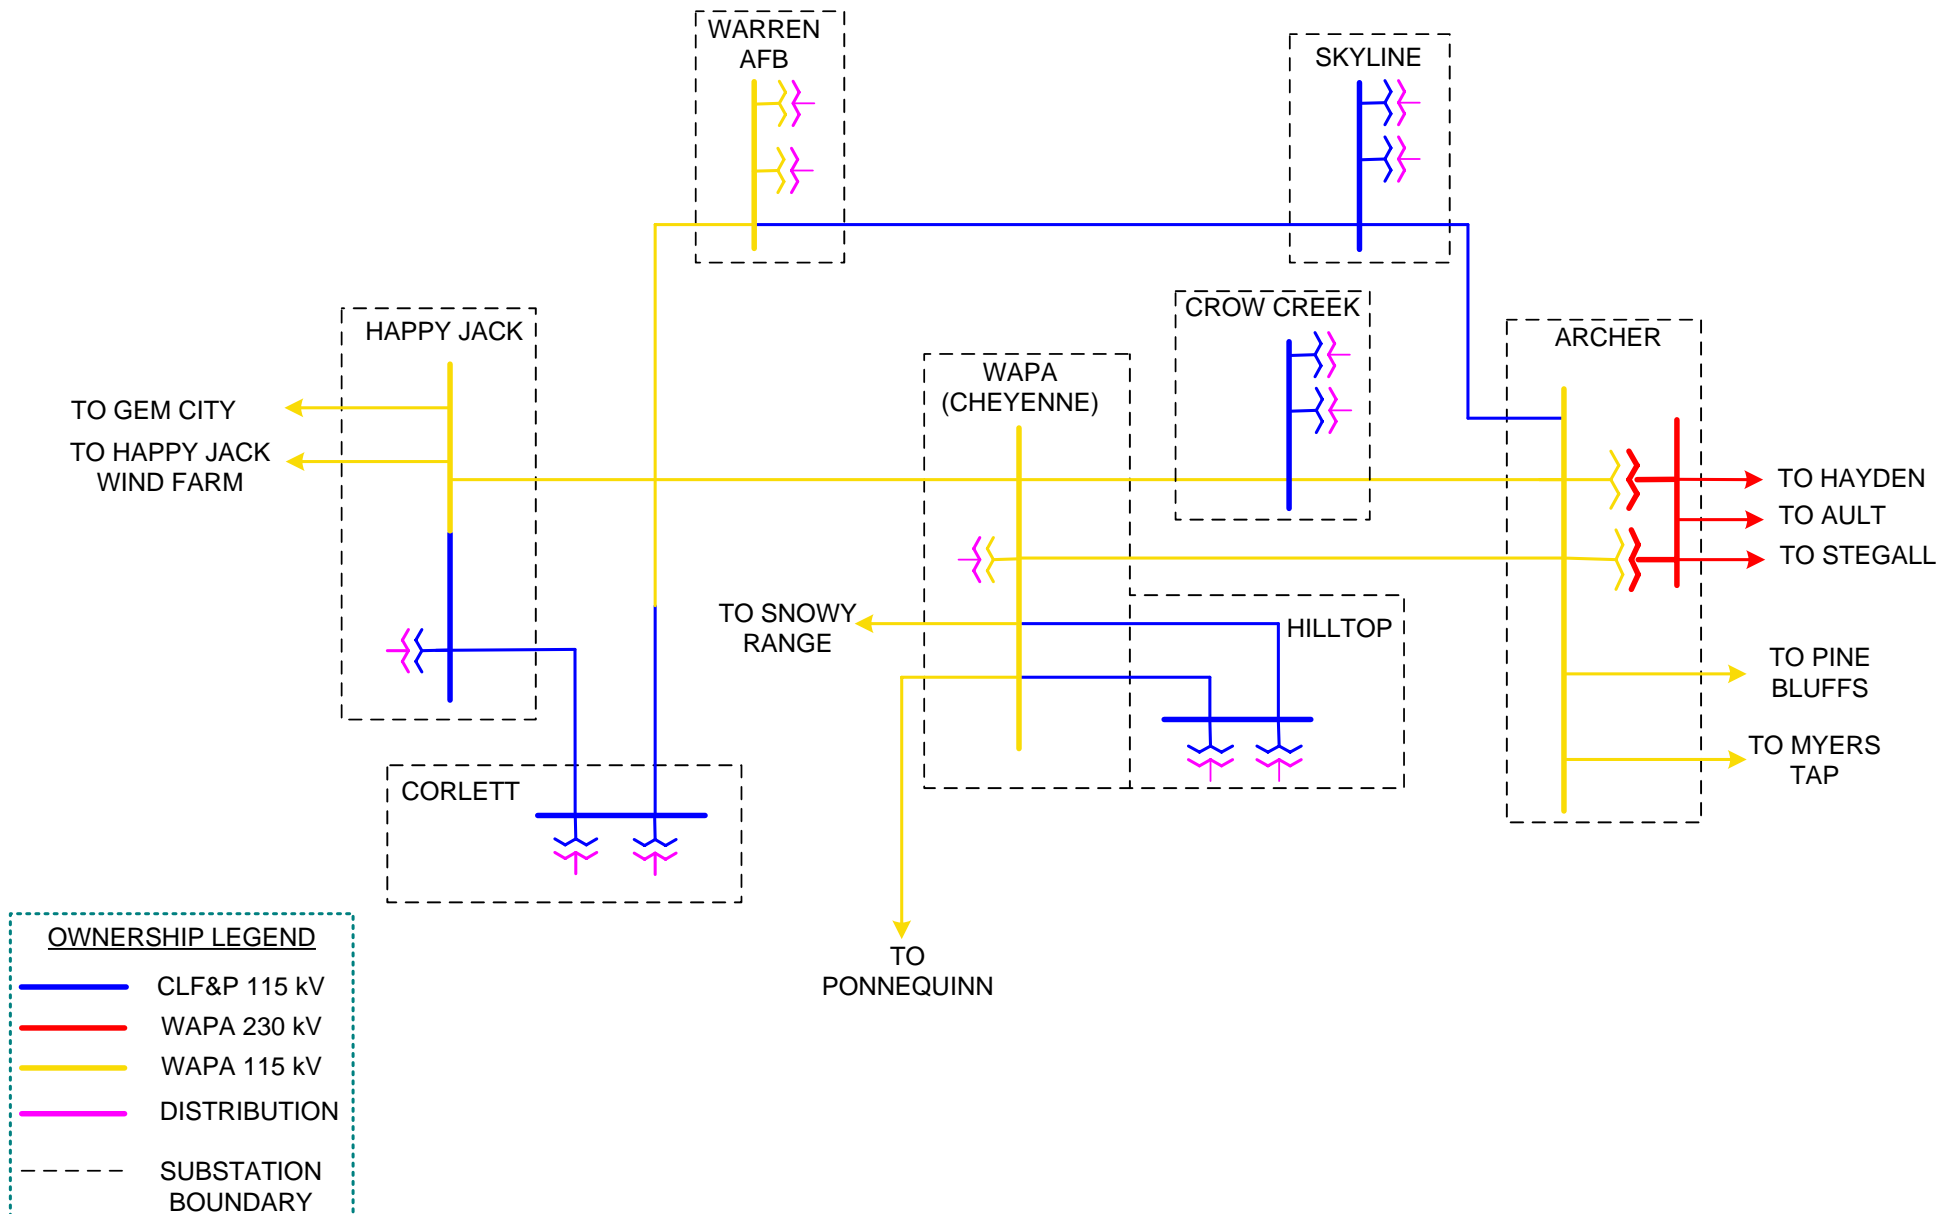 WARREN
AFB
SKYLINE
CROW CREEK
HAPPY JACK
ARCHER
WAPA
(CHEYENNE)
TO GEM CITY
TO HAPPY JACK
WIND FARM
TO HAYDEN
TO AULT
TO STEGALL
TO SNOWY
RANGE
HILLTOP
TO PINE
BLUFFS
TO MYERS
TAP
CORLETT
TO
PONNEQUINN
OWNERSHIP LEGEND
CLF&P 115 kV
WAPA 230 kV
WAPA 115 kV
DISTRIBUTION
SUBSTATION
BOUNDARY